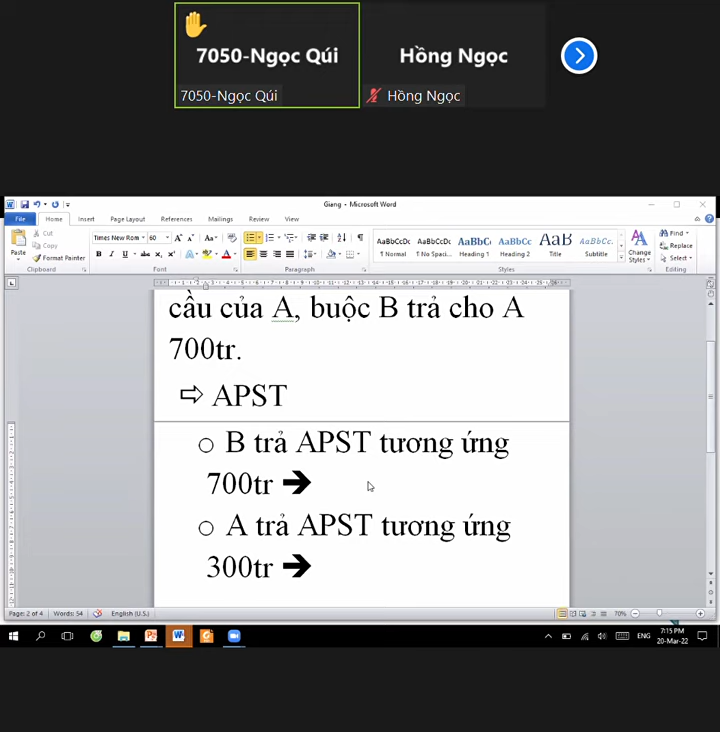 7050-Ngọc Qúi
7050-Ngọc Qúi
Hồng Ngọc
Hồng Ngọc
Giang - Microsoft Word
File Home Insert Page Layout References Mailings Review View
Paste
Cut
Copy
Format Painter
Clipboard
Times New Rom 60
Font
Paragraph
AaBbCcDc AaBbCcDc AaBbC AaBbCc AaB AaBbCc.
¶ Normal ¶ No Spaci... Heading 1 Heading 2 Title Subtitle
Change Styles
Styles
Find
Replace
Select
Editing
cầu của A, buộc B trả cho A
700tr.
⇨ APST
o B trả APST tương ứng
700tr ➔
o A trả APST tương ứng
300tr ➔
Page: 2 of 4 Words: 54 English (U.S.) 70%
ENG 7:15 PM
20-Mar-22